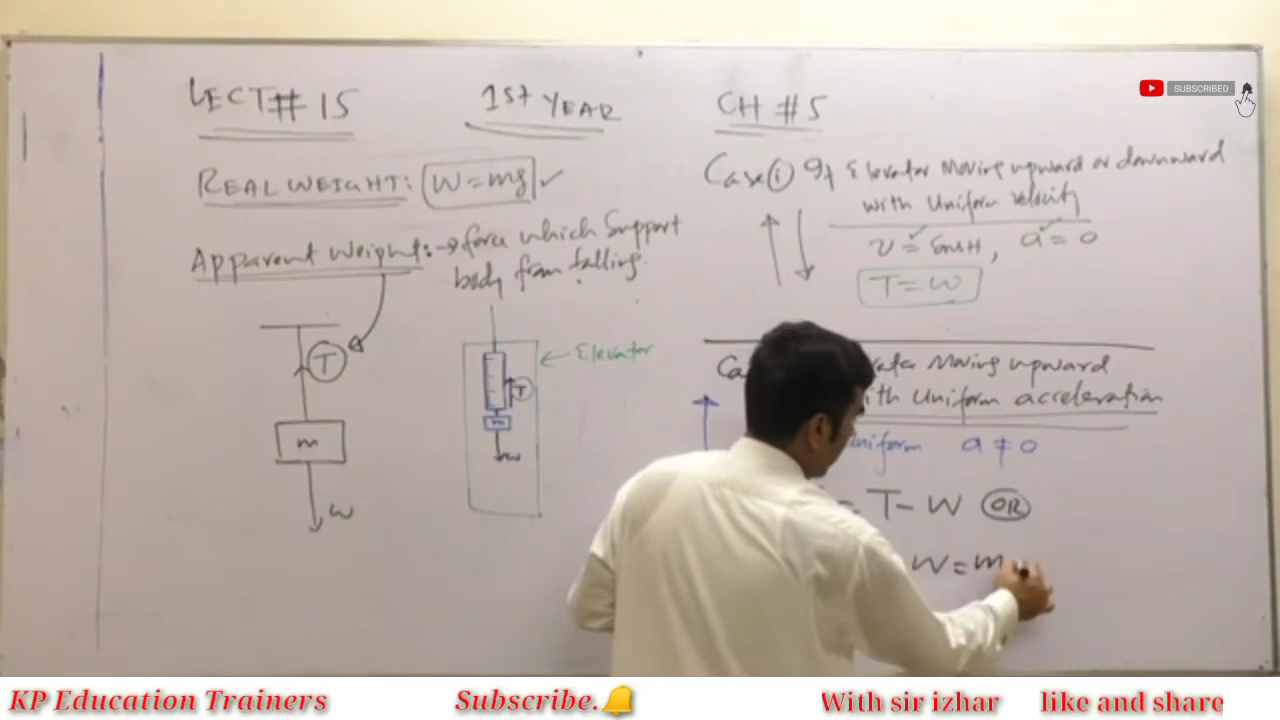 LECT# 15
1st YEAR
CH # 5
REAL WEIGHT: W=mg ✓
Apparent Weight: → force which Support
body from falling.
T
m
w
Elevator
T
m
w
Case (i) If Elevator Moving upward or downward
with Uniform velocity
v = const, a = 0
T = W
Moving upward
Uniform acceleration
Uniform a ≠ 0
= T - W OR
W = m
SUBSCRIBED
KP Education Trainers
Subscribe.
With sir izhar
like and share